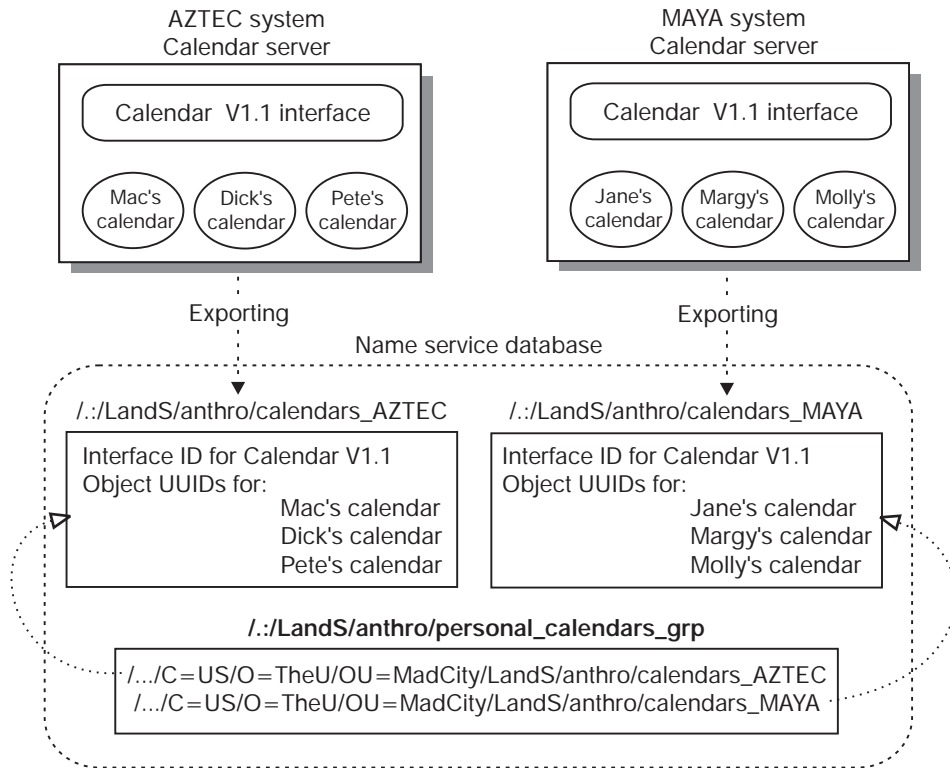 AZTEC system
Calendar server
Calendar V1.1 interface
Mac's
calendar
Dick's
calendar
Pete's
calendar
MAYA system
Calendar server
Calendar V1.1 interface
Jane's
calendar
Margy's
calendar
Molly's
calendar
Exporting
Exporting
Name service database
/.:/LandS/anthro/calendars_AZTEC
Interface ID for Calendar V1.1
Object UUIDs for:
Mac's calendar
Dick's calendar
Pete's calendar
/.:/LandS/anthro/calendars_MAYA
Interface ID for Calendar V1.1
Object UUIDs for:
Jane's calendar
Margy's calendar
Molly's calendar
/.:/LandS/anthro/personal_calendars_grp
/.../C=US/O=TheU/OU=MadCity/LandS/anthro/calendars_AZTEC
/.../C=US/O=TheU/OU=MadCity/LandS/anthro/calendars_MAYA